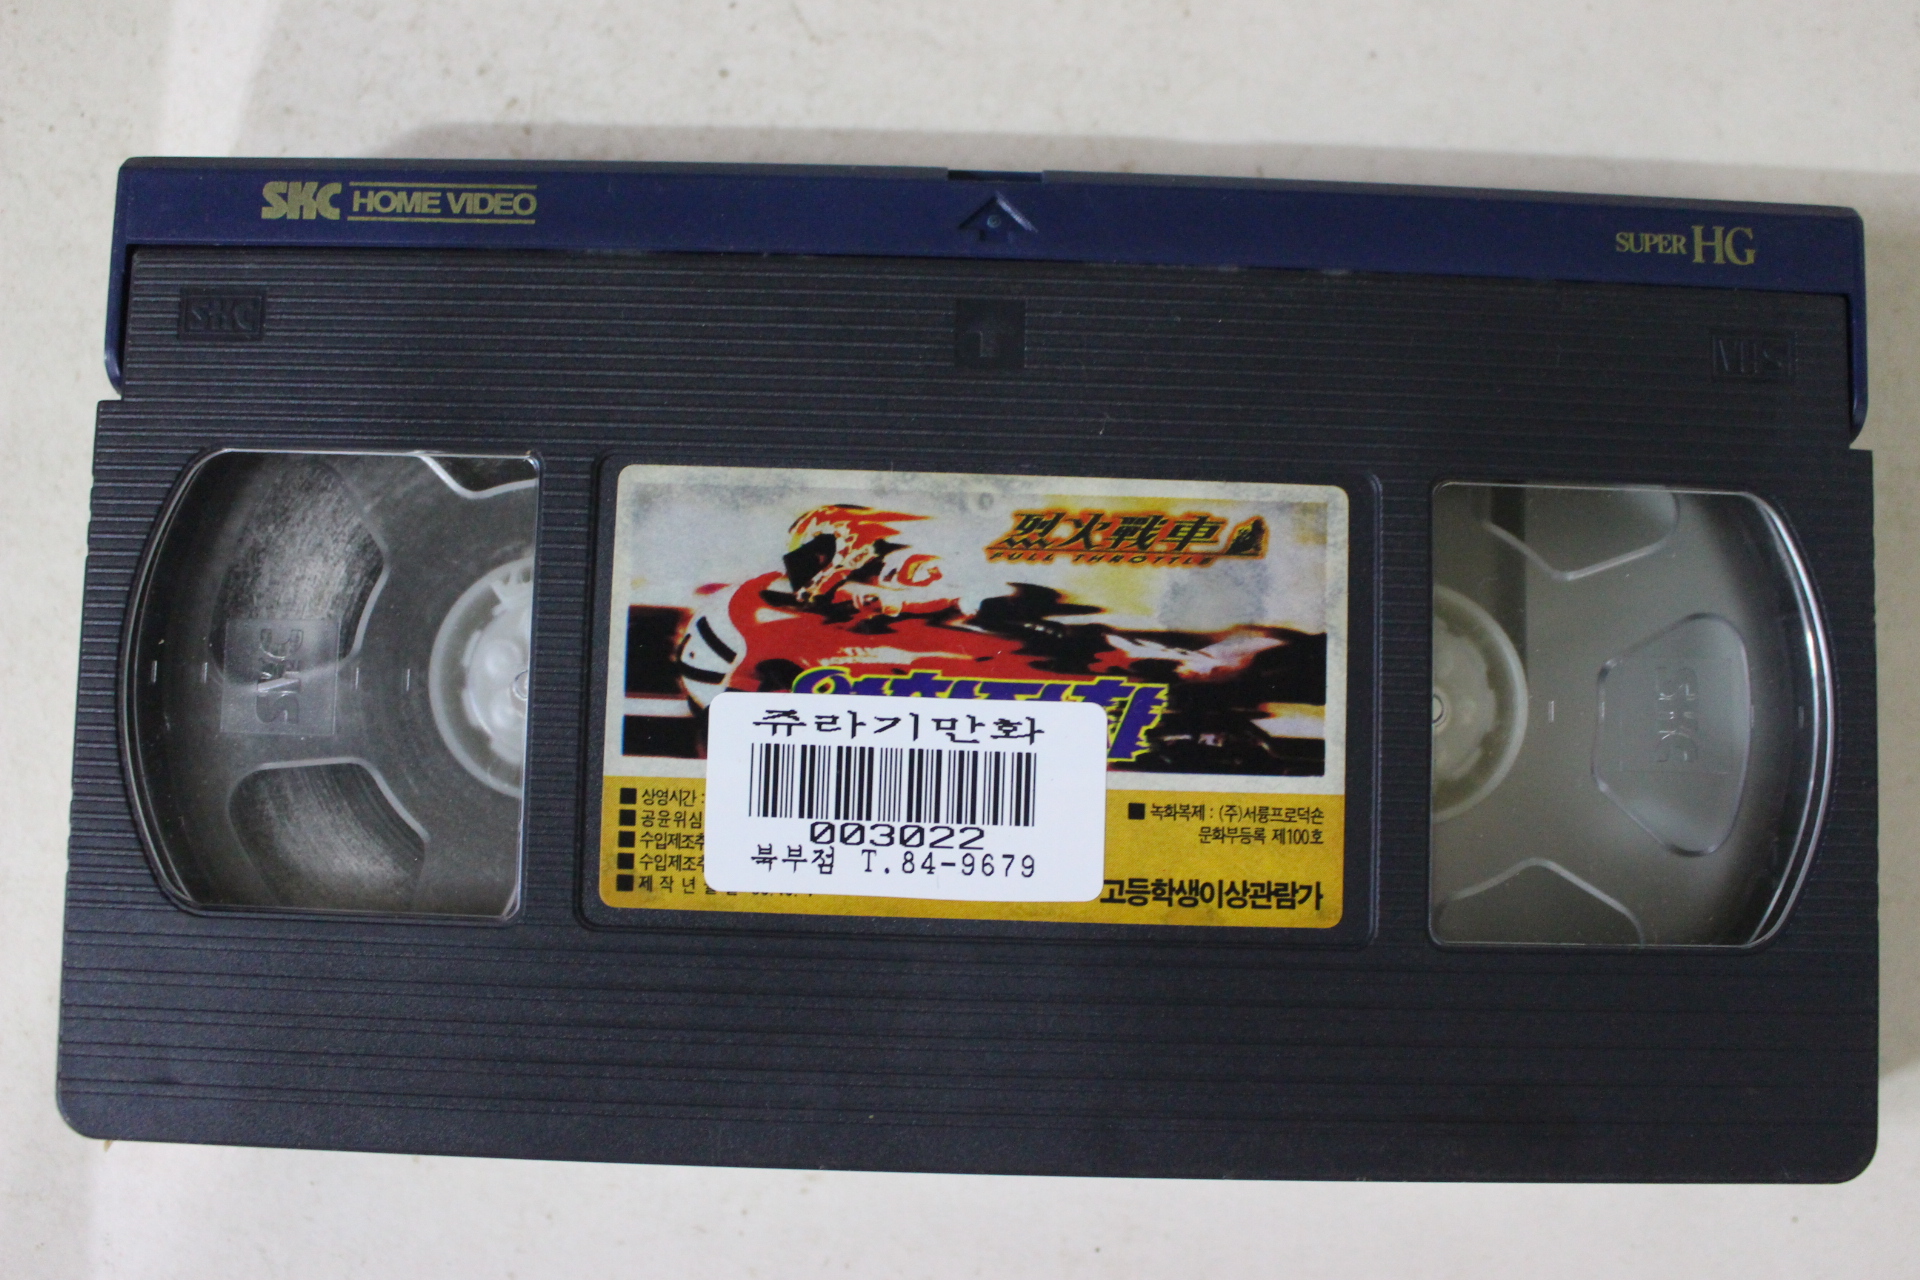 SKC HOME VIDEO
SUPER HG
SKC
1
VHS
烈火戰車
FULL THROTTLE
쥬라기만화
003022
북부점 T.84-9679
■ 상영시간 :
■ 공윤위심
■ 수입제조
■ 수입제조
■ 제 작 년
■ 녹화복제 : (주)서륭프로덕숀
문화부등록 제100호
고등학생이상관람가
SKC
SKC